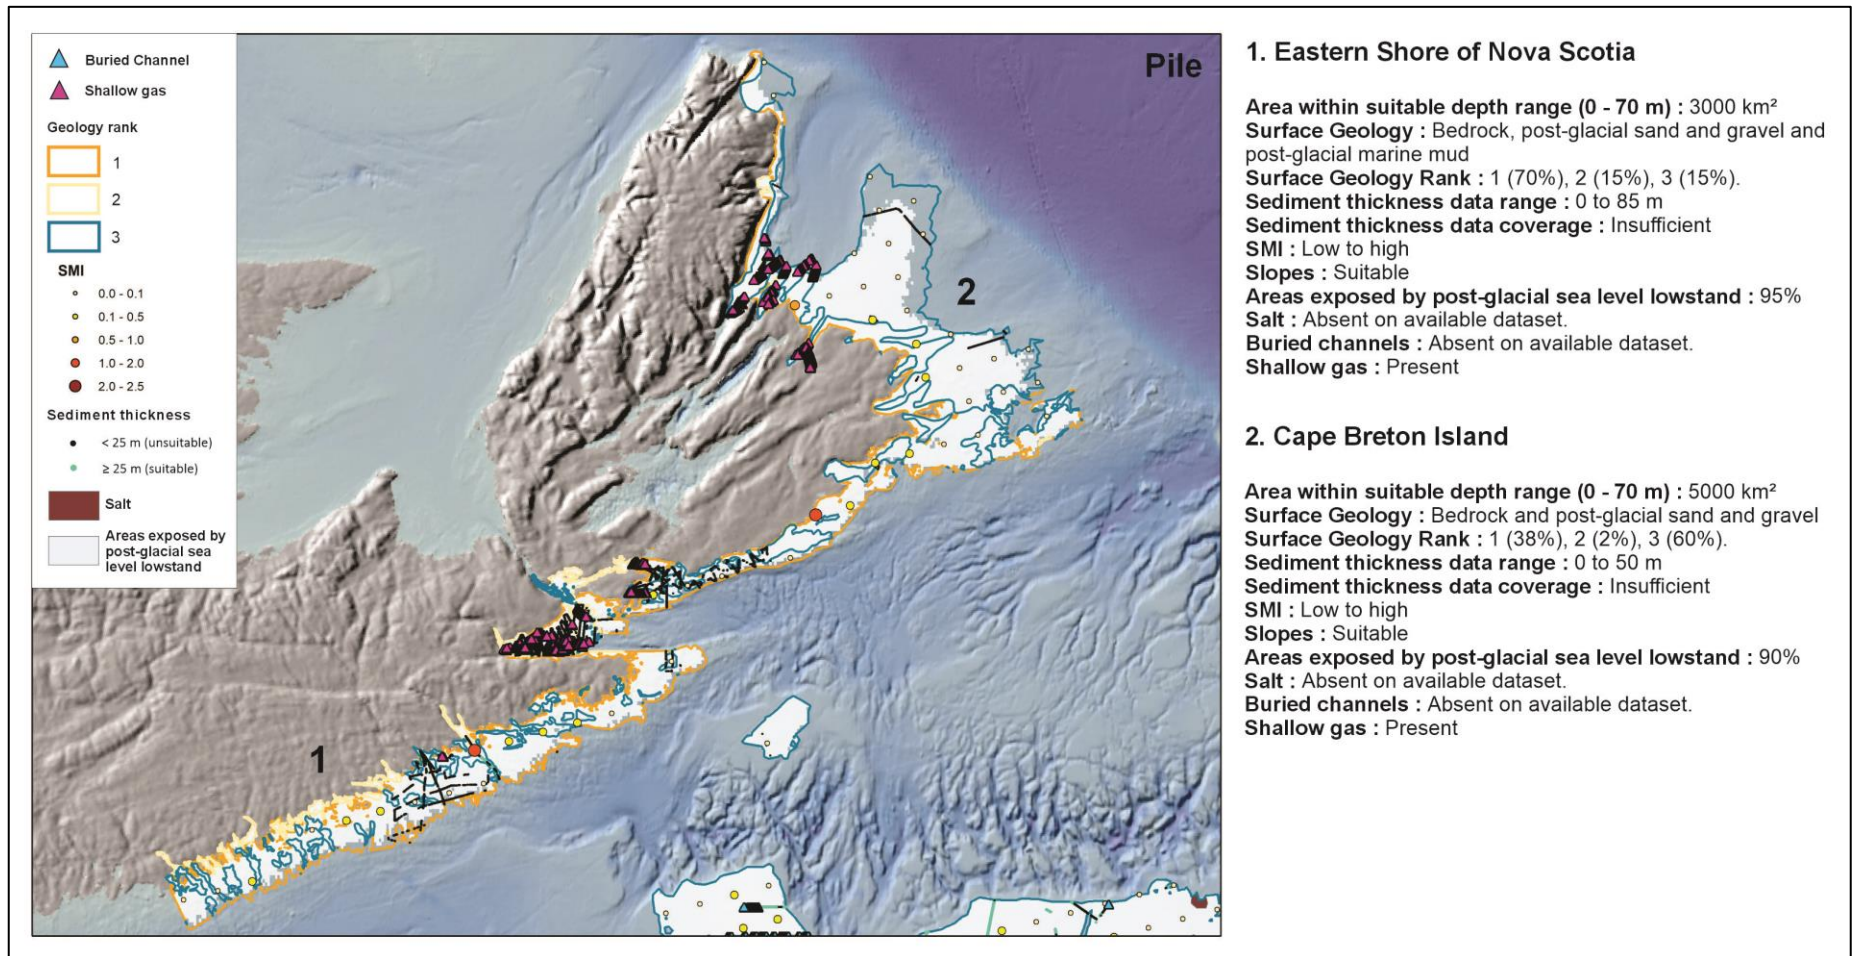 Buried Channel
Shallow gas
Geology rank
1
2
3
SMI
0.0 - 0.1
0.1 - 0.5
0.5 - 1.0
1.0 - 2.0
2.0 - 2.5
Sediment thickness
< 25 m (unsuitable)
≥ 25 m (suitable)
Salt
Areas exposed by
post-glacial sea
level lowstand
Pile
2
1
1. Eastern Shore of Nova Scotia
Area within suitable depth range (0 - 70 m) : 3000 km²
Surface Geology : Bedrock, post-glacial sand and gravel and
post-glacial marine mud
Surface Geology Rank : 1 (70%), 2 (15%), 3 (15%).
Sediment thickness data range : 0 to 85 m
Sediment thickness data coverage : Insufficient
SMI : Low to high
Slopes : Suitable
Areas exposed by post-glacial sea level lowstand : 95%
Salt : Absent on available dataset.
Buried channels : Absent on available dataset.
Shallow gas : Present
2. Cape Breton Island
Area within suitable depth range (0 - 70 m) : 5000 km²
Surface Geology : Bedrock and post-glacial sand and gravel
Surface Geology Rank : 1 (38%), 2 (2%), 3 (60%).
Sediment thickness data range : 0 to 50 m
Sediment thickness data coverage : Insufficient
SMI : Low to high
Slopes : Suitable
Areas exposed by post-glacial sea level lowstand : 90%
Salt : Absent on available dataset.
Buried channels : Absent on available dataset.
Shallow gas : Present